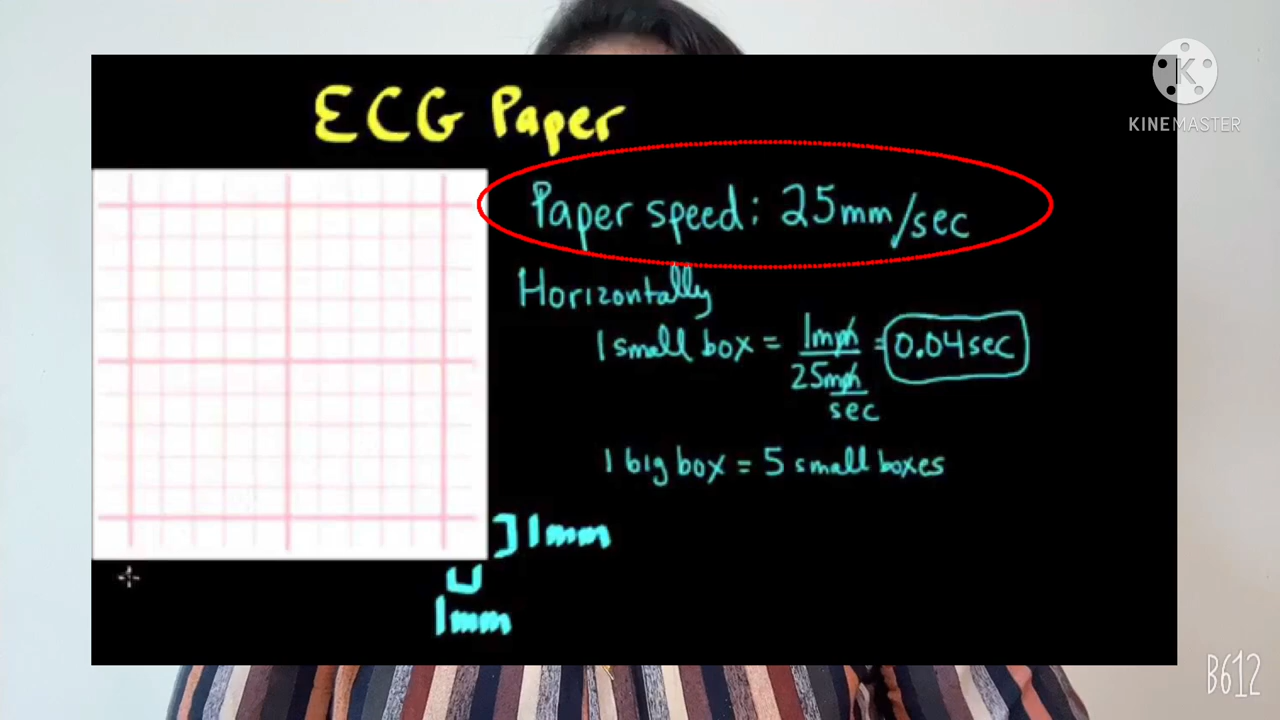 ECG Paper
Paper speed: 25mm/sec
Horizontally
1 small box = 1mm / 25mm/sec = 0.04sec
1 big box = 5 small boxes
1mm
1mm
K
KINEMASTER
B612